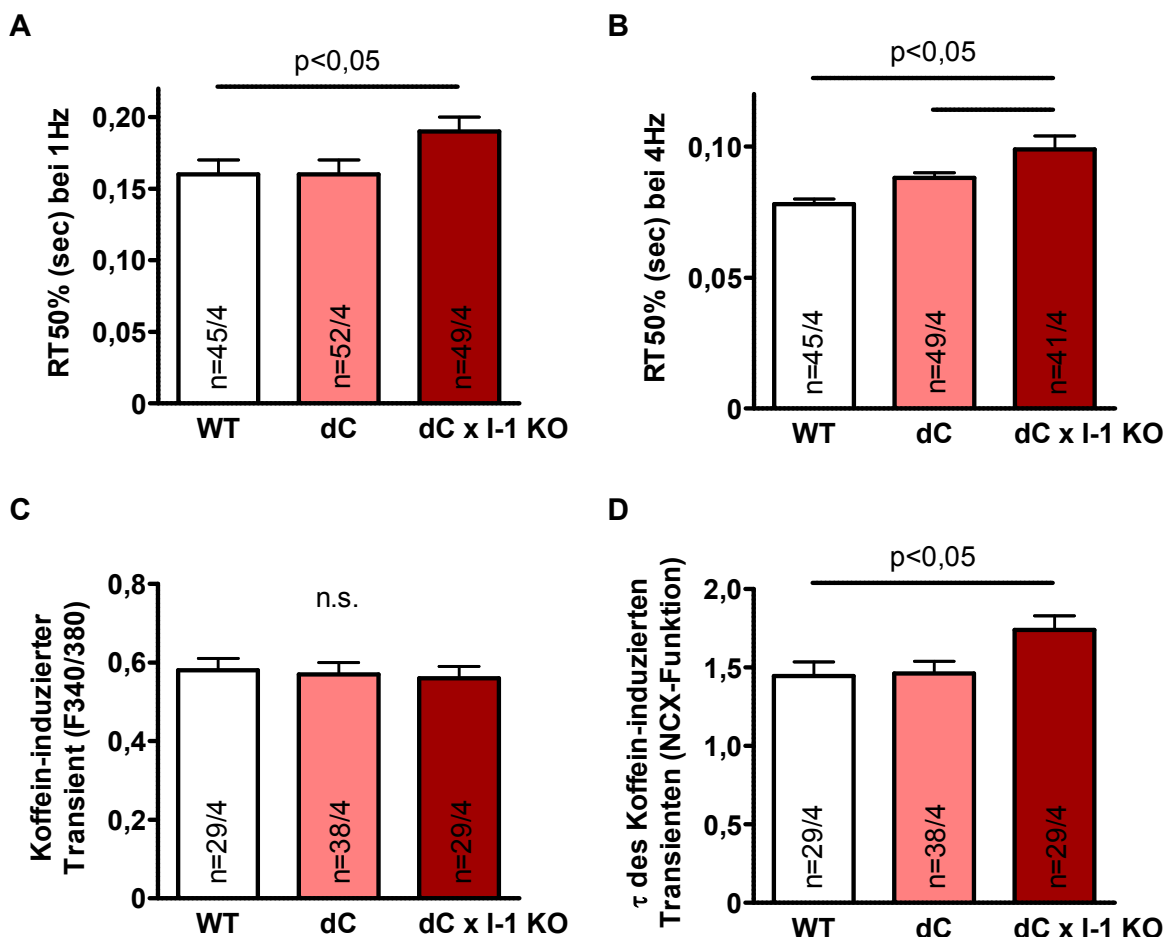 A
p<0,05
RT50% (sec) bei 1Hz
0,20
0,15
0,10
0,05
0
n=45/4
n=52/4
n=49/4
WT
dC
dC x I-1 KO
B
p<0,05
RT50% (sec) bei 4Hz
0,10
0,05
0
n=45/4
n=49/4
n=41/4
WT
dC
dC x I-1 KO
C
n.s.
Koffein-induzierter
Transient (F340/380)
0,8
0,6
0,4
0,2
0
n=29/4
n=38/4
n=29/4
WT
dC
dC x I-1 KO
D
p<0,05
τ des Koffein-induzierten
Transienten (NCX-Funktion)
2,0
1,5
1,0
0,5
0
n=29/4
n=38/4
n=29/4
WT
dC
dC x I-1 KO